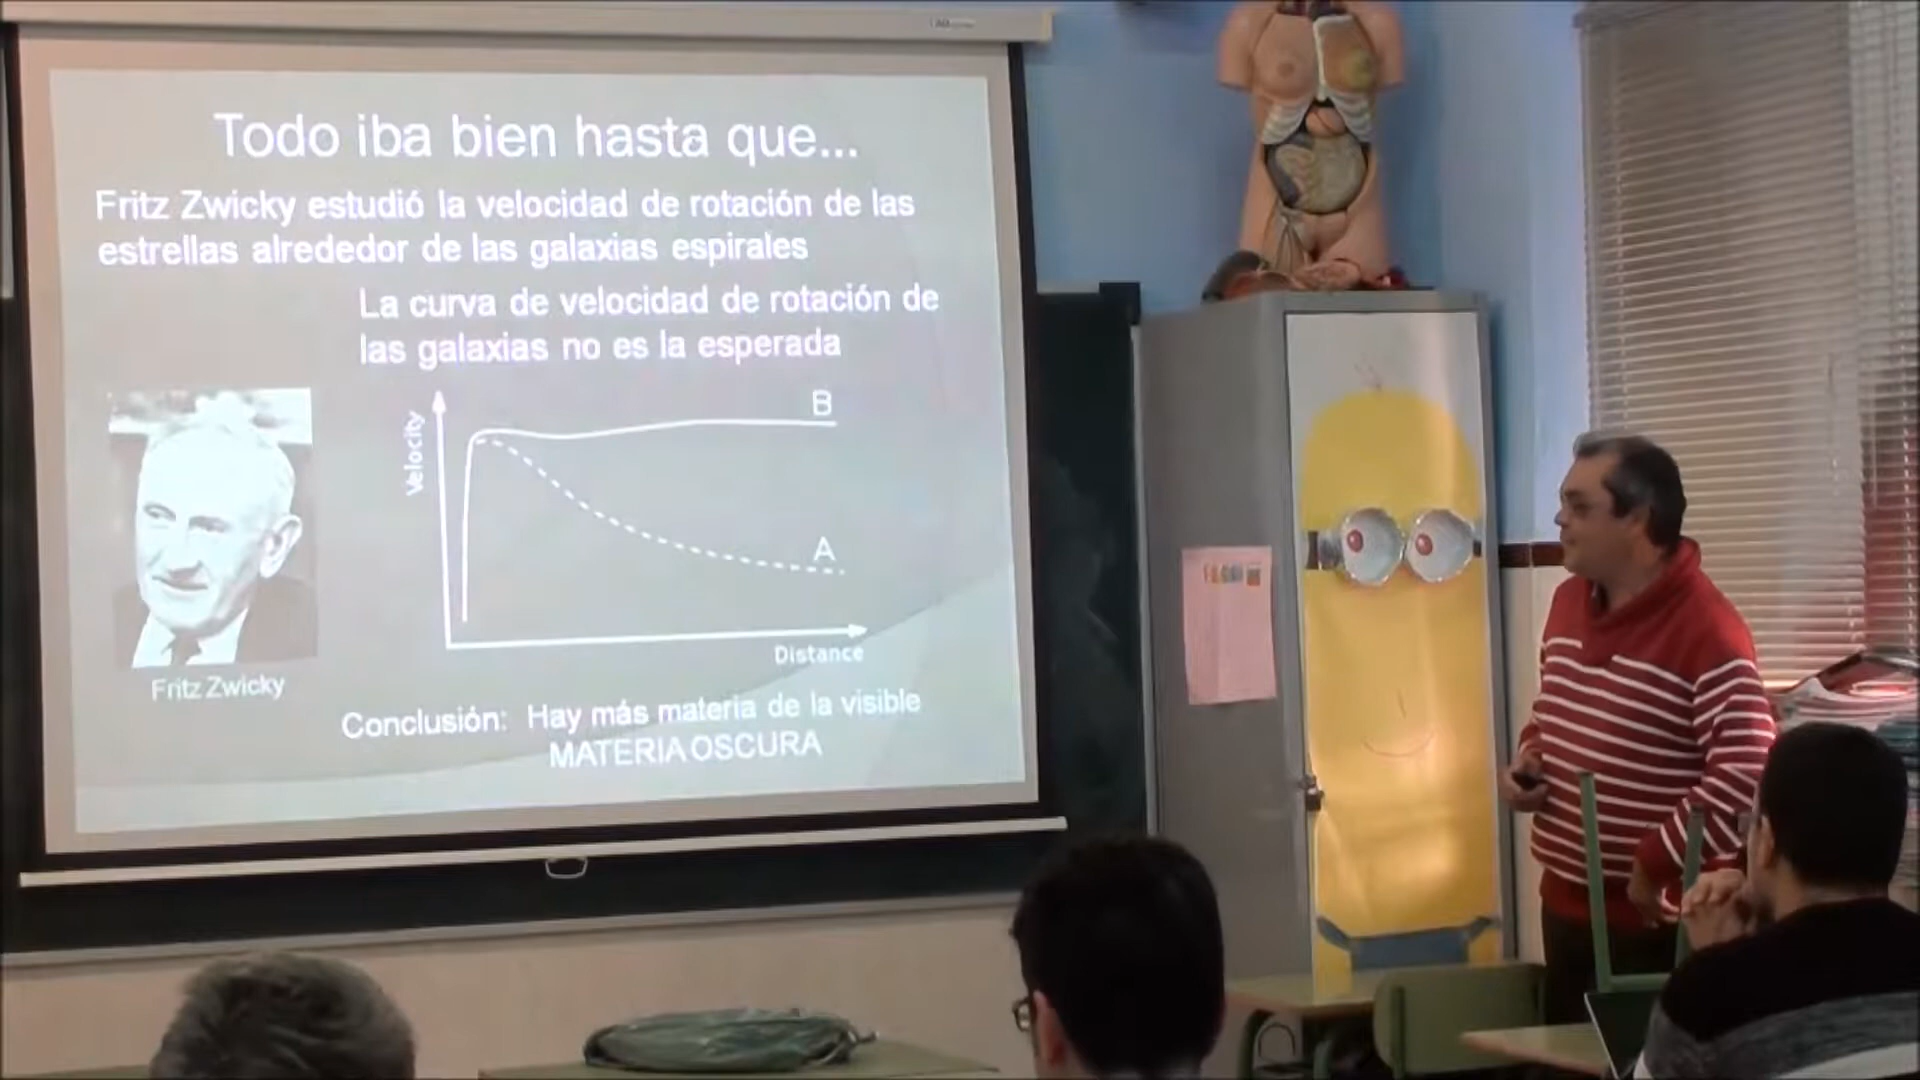 Todo iba bien hasta que...
Fritz Zwicky estudió la velocidad de rotación de las
estrellas alrededor de las galaxias espirales
La curva de velocidad de rotación de
las galaxias no es la esperada
Velocity
B
A
Distance
Fritz Zwicky
Conclusión: Hay más materia de la visible
MATERIA OSCURA